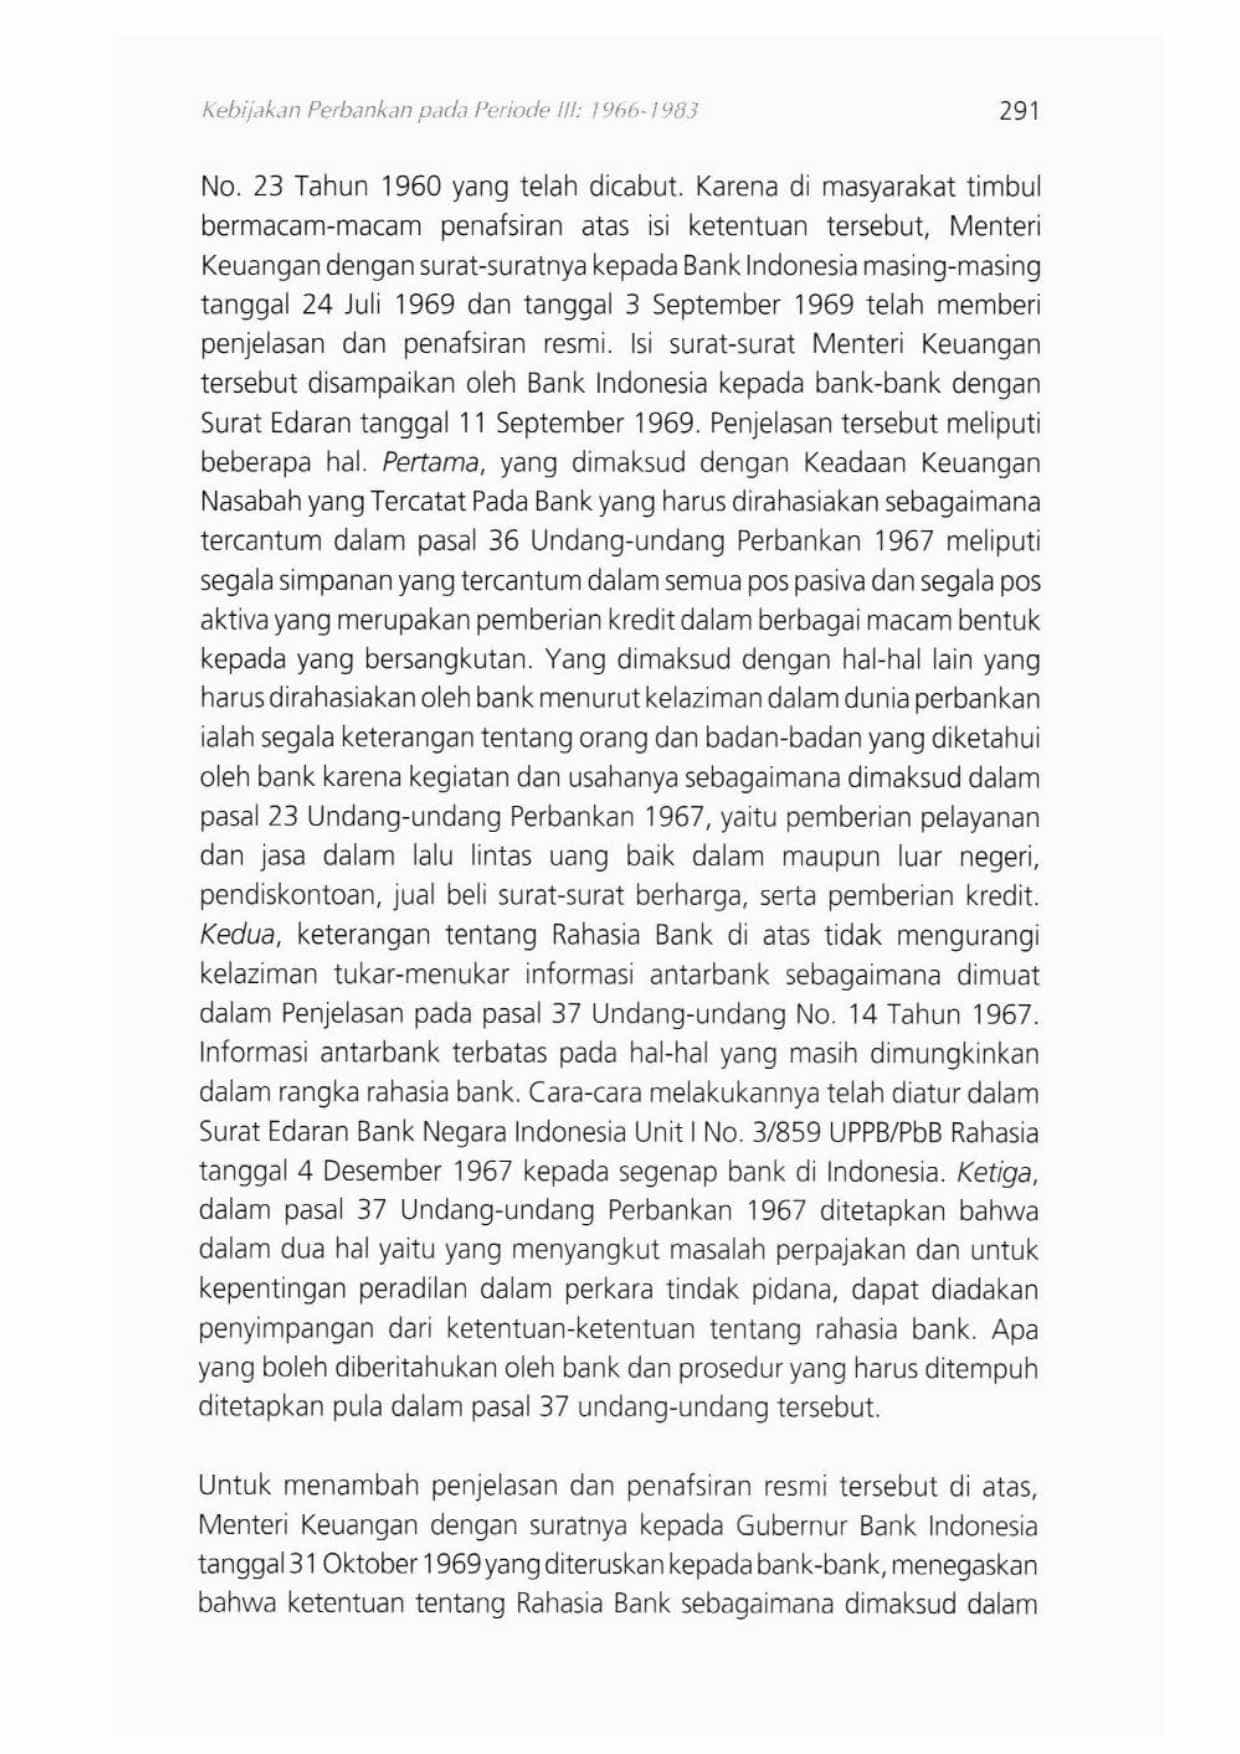 Kebijakan Perbankan pada Periode III: 1966-1983 291
No. 23 Tahun 1960 yang telah dicabut. Karena di masyarakat timbul
bermacam-macam penafsiran atas isi ketentuan tersebut, Menteri
Keuangan dengan surat-suratnya kepada Bank Indonesia masing-masing
tanggal 24 Juli 1969 dan tanggal 3 September 1969 telah memberi
penjelasan dan penafsiran resmi. Isi surat-surat Menteri Keuangan
tersebut disampaikan oleh Bank Indonesia kepada bank-bank dengan
Surat Edaran tanggal 11 September 1969. Penjelasan tersebut meliputi
beberapa hal. Pertama, yang dimaksud dengan Keadaan Keuangan
Nasabah yang Tercatat Pada Bank yang harus dirahasiakan sebagaimana
tercantum dalam pasal 36 Undang-undang Perbankan 1967 meliputi
segala simpanan yang tercantum dalam semua pos pasiva dan segala pos
aktiva yang merupakan pemberian kredit dalam berbagai macam bentuk
kepada yang bersangkutan. Yang dimaksud dengan hal-hal lain yang
harus dirahasiakan oleh bank menurut kelaziman dalam dunia perbankan
ialah segala keterangan tentang orang dan badan-badan yang diketahui
oleh bank karena kegiatan dan usahanya sebagaimana dimaksud dalam
pasal 23 Undang-undang Perbankan 1967, yaitu pemberian pelayanan
dan jasa dalam lalu lintas uang baik dalam maupun luar negeri,
pendiskontoan, jual beli surat-surat berharga, serta pemberian kredit.
Kedua, keterangan tentang Rahasia Bank di atas tidak mengurangi
kelaziman tukar-menukar informasi antarbank sebagaimana dimuat
dalam Penjelasan pada pasal 37 Undang-undang No. 14 Tahun 1967.
Informasi antarbank terbatas pada hal-hal yang masih dimungkinkan
dalam rangka rahasia bank. Cara-cara melakukannya telah diatur dalam
Surat Edaran Bank Negara Indonesia Unit I No. 3/859 UPPB/PbB Rahasia
tanggal 4 Desember 1967 kepada segenap bank di Indonesia. Ketiga,
dalam pasal 37 Undang-undang Perbankan 1967 ditetapkan bahwa
dalam dua hal yaitu yang menyangkut masalah perpajakan dan untuk
kepentingan peradilan dalam perkara tindak pidana, dapat diadakan
penyimpangan dari ketentuan-ketentuan tentang rahasia bank. Apa
yang boleh diberitahukan oleh bank dan prosedur yang harus ditempuh
ditetapkan pula dalam pasal 37 undang-undang tersebut.
Untuk menambah penjelasan dan penafsiran resmi tersebut di atas,
Menteri Keuangan dengan suratnya kepada Gubernur Bank Indonesia
tanggal 31 Oktober 1969 yang diteruskan kepada bank-bank, menegaskan
bahwa ketentuan tentang Rahasia Bank sebagaimana dimaksud dalam